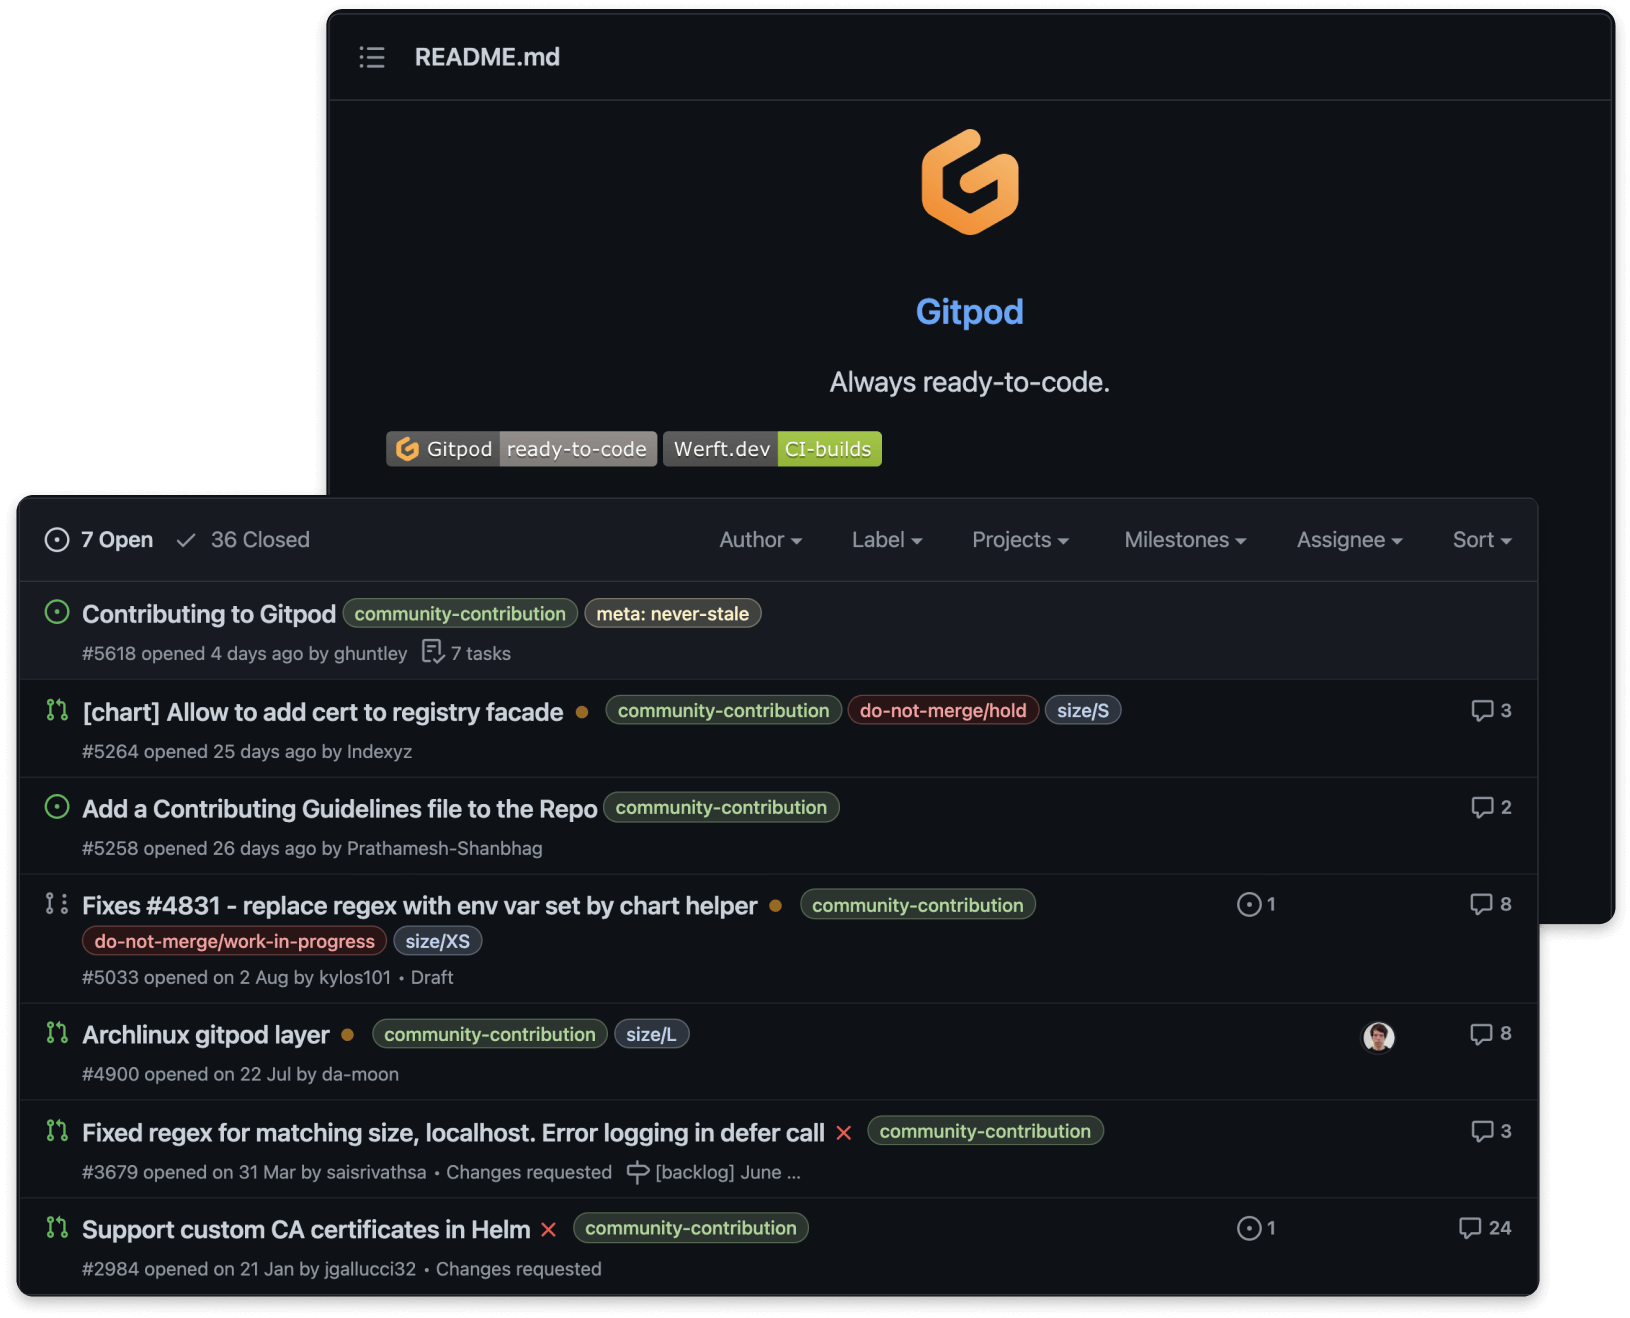 README.md
Gitpod
Always ready-to-code.
Gitpod ready-to-code Werft.dev CI-builds
7 Open 36 Closed Author Label Projects Milestones Assignee Sort
Contributing to Gitpod community-contribution meta: never-stale
#5618 opened 4 days ago by ghuntley 7 tasks
[chart] Allow to add cert to registry facade community-contribution do-not-merge/hold size/S 3
#5264 opened 25 days ago by Indexyz
Add a Contributing Guidelines file to the Repo community-contribution 2
#5258 opened 26 days ago by Prathamesh-Shanbhag
Fixes #4831 - replace regex with env var set by chart helper community-contribution 1 8
do-not-merge/work-in-progress size/XS
#5033 opened on 2 Aug by kylos101 • Draft
Archlinux gitpod layer community-contribution size/L 8
#4900 opened on 22 Jul by da-moon
Fixed regex for matching size, localhost. Error logging in defer call community-contribution 3
#3679 opened on 31 Mar by saisrivathsa • Changes requested [backlog] June ...
Support custom CA certificates in Helm community-contribution 1 24
#2984 opened on 21 Jan by jgallucci32 • Changes requested